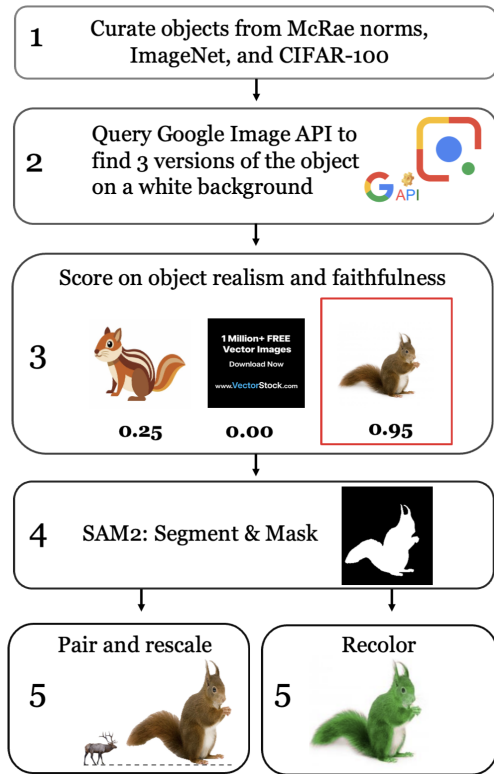 1
Curate objects from McRae norms,
ImageNet, and CIFAR-100
2
Query Google Image API to
find 3 versions of the object
on a white background
G API
Score on object realism and faithfulness
3
1 Million+ FREE
Vector Images
Download Now
www.VectorStock.com
0.25
0.00
0.95
4
SAM2: Segment & Mask
Pair and rescale
5
Recolor
5